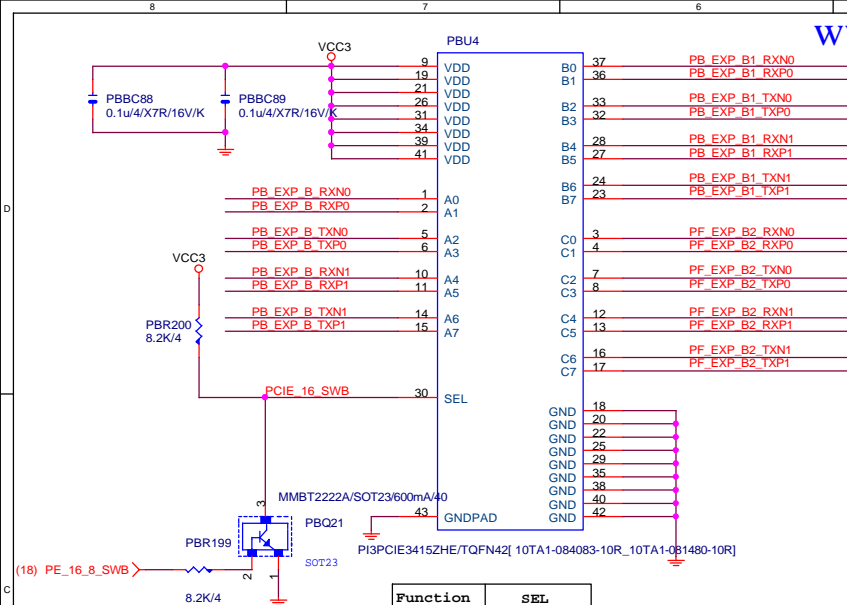 8 7 6
W
VCC3
PBU4
PBBC88
0.1u/4/X7R/16V/K
PBBC89
0.1u/4/X7R/16V/K
9 VDD
19 VDD
21 VDD
26 VDD
31 VDD
34 VDD
39 VDD
41 VDD
B0 37 PB_EXP_B1_RXN0
B1 36 PB_EXP_B1_RXP0
B2 33 PB_EXP_B1_TXN0
B3 32 PB_EXP_B1_TXP0
B4 28 PB_EXP_B1_RXN1
B5 27 PB_EXP_B1_RXP1
B6 24 PB_EXP_B1_TXN1
B7 23 PB_EXP_B1_TXP1
D
PB_EXP_B_RXN0 1 A0
PB_EXP_B_RXP0 2 A1
PB_EXP_B_TXN0 5 A2
PB_EXP_B_TXP0 6 A3
PB_EXP_B_RXN1 10 A4
PB_EXP_B_RXP1 11 A5
PB_EXP_B_TXN1 14 A6
PB_EXP_B_TXP1 15 A7
C0 3 PF_EXP_B2_RXN0
C1 4 PF_EXP_B2_RXP0
C2 7 PF_EXP_B2_TXN0
C3 8 PF_EXP_B2_TXP0
C4 12 PF_EXP_B2_RXN1
C5 13 PF_EXP_B2_RXP1
C6 16 PF_EXP_B2_TXN1
C7 17 PF_EXP_B2_TXP1
VCC3
PBR200
8.2K/4
PCIE_16_SWB 30 SEL
GND 18
GND 20
GND 22
GND 25
GND 29
GND 35
GND 38
GND 40
GND 42
43 GNDPAD
3 MMBT2222A/SOT23/600mA/40
PBQ21
SOT23
PI3PCIE3415ZHE/TQFN42[ 10TA1-084083-10R_10TA1-081480-10R]
PBR199
(18) PE_16_8_SWB
2 1
8.2K/4
C
Function SEL